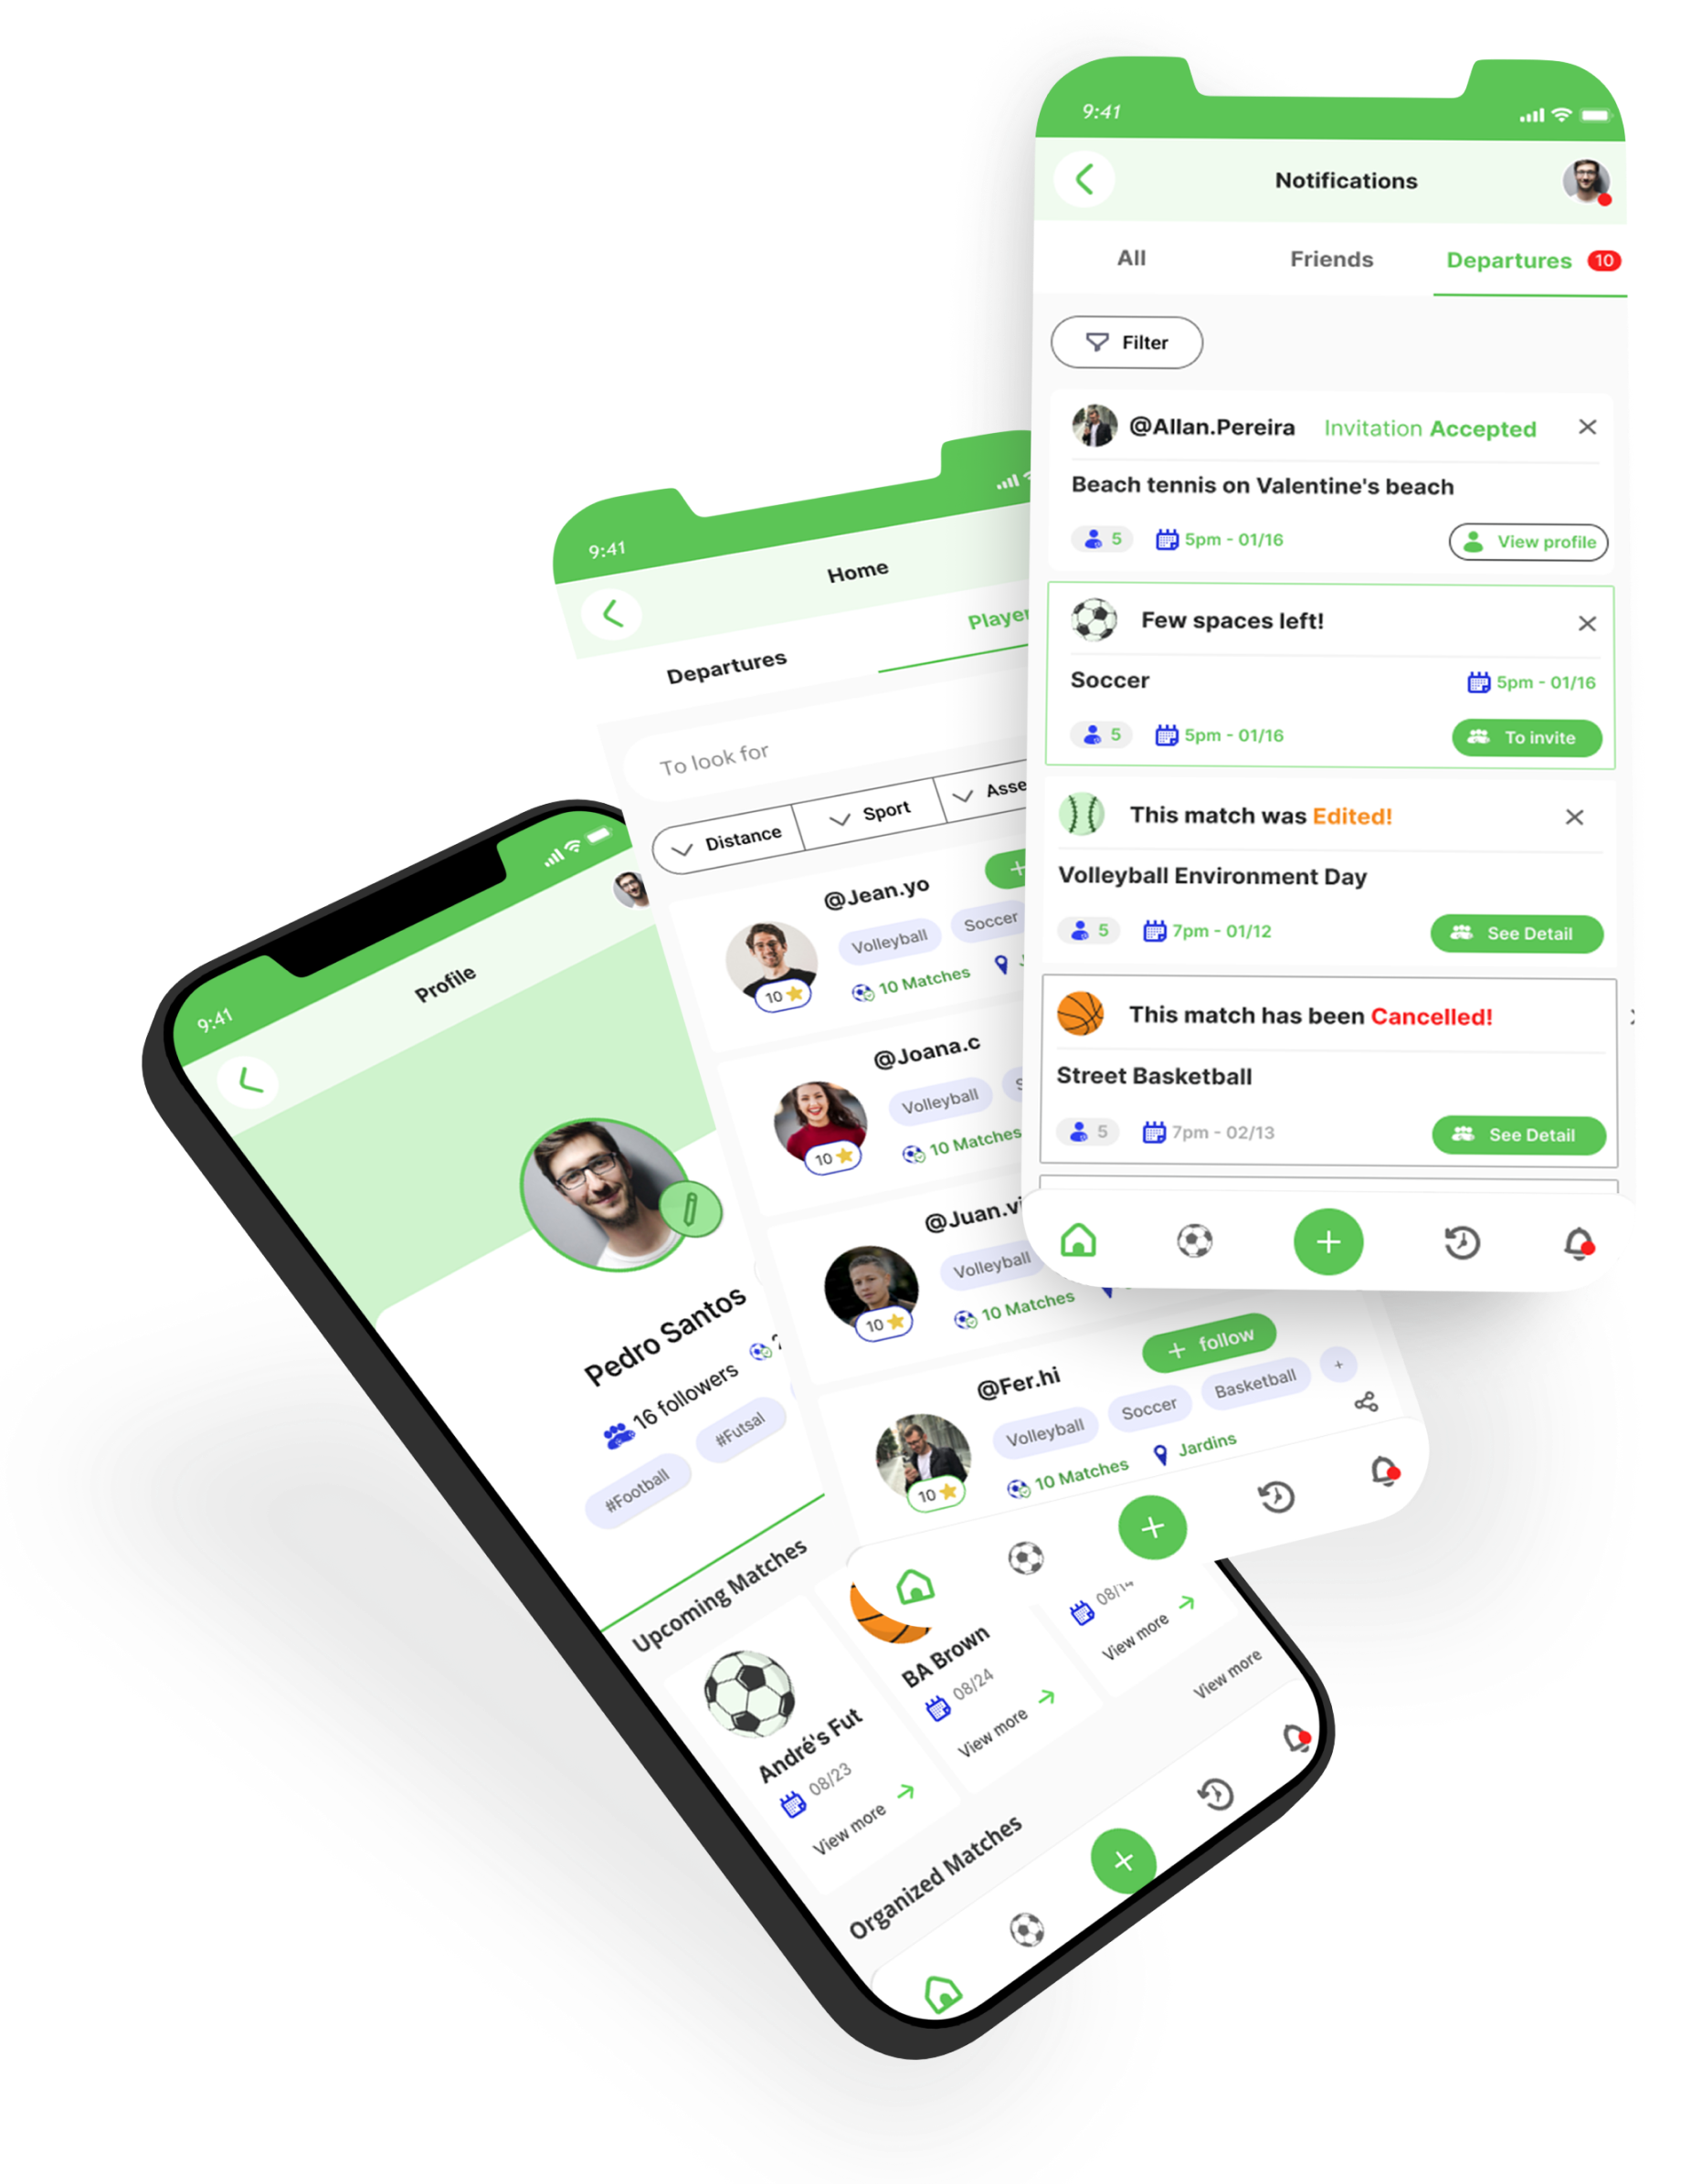 9:41
Notifications
All Friends Departures 10
Filter
@Allan.Pereira Invitation Accepted
Beach tennis on Valentine's beach
5 5pm - 01/16 View profile
Few spaces left!
Soccer 5pm - 01/16
5 5pm - 01/16 To invite
This match was Edited!
Volleyball Environment Day
5 7pm - 01/12 See Detail
This match has been Cancelled!
Street Basketball
5 7pm - 02/13 See Detail
9:41
Home
Departures Player
To look for
Distance Sport Asse
@Jean.yo
Volleyball Soccer
10 10 Matches
@Joana.c
Volleyball
10 10 Matches
@Juan.vi
Volleyball
10 10 Matches
@Fer.hi + follow
Volleyball Soccer Basketball +
10 10 Matches Jardins
9:41
Profile
Pedro Santos
16 followers
#Football #Futsal
Upcoming Matches
André's Fut
08/23
View more
BA Brown
08/24
View more
08/14
View more
View more
Organized Matches